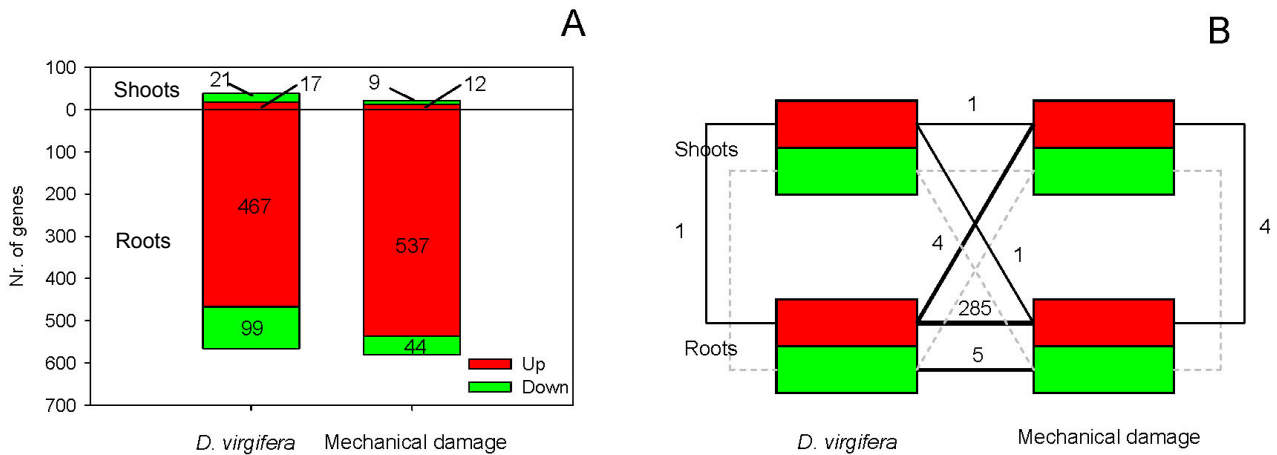 A
B
100
0
100
200
300
400
500
600
700
Nr. of genes
Shoots
Roots
21
17
9
12
467
537
99
44
Up
Down
D. virgifera
Mechanical damage
Shoots
Roots
1
1
4
4
1
285
5
D. virgifera
Mechanical damage